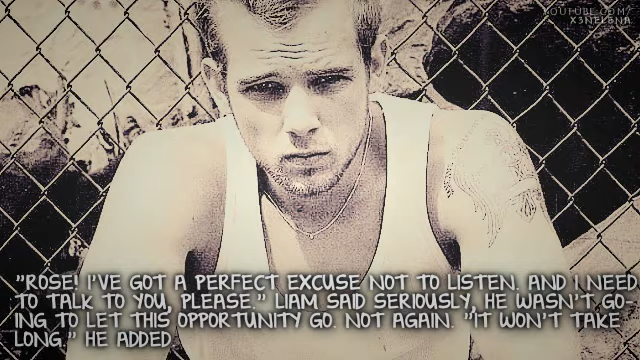 YOUTUBE.COM/
X3NELENA
"ROSE! I'VE GOT A PERFECT EXCUSE NOT TO LISTEN. AND I NEED
TO TALK TO YOU, PLEASE." LIAM SAID SERIOUSLY, HE WASN'T GO-
ING TO LET THIS OPPORTUNITY GO. NOT AGAIN. "IT WON'T TAKE
LONG." HE ADDED.